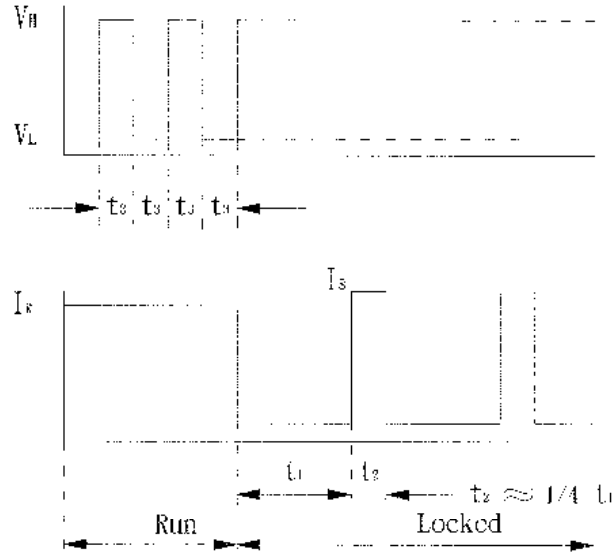 VH
VL
t3 t3 t3 t3
IS
IR
t1 t2
t2 ≈ 1/4 t1
Run Locked